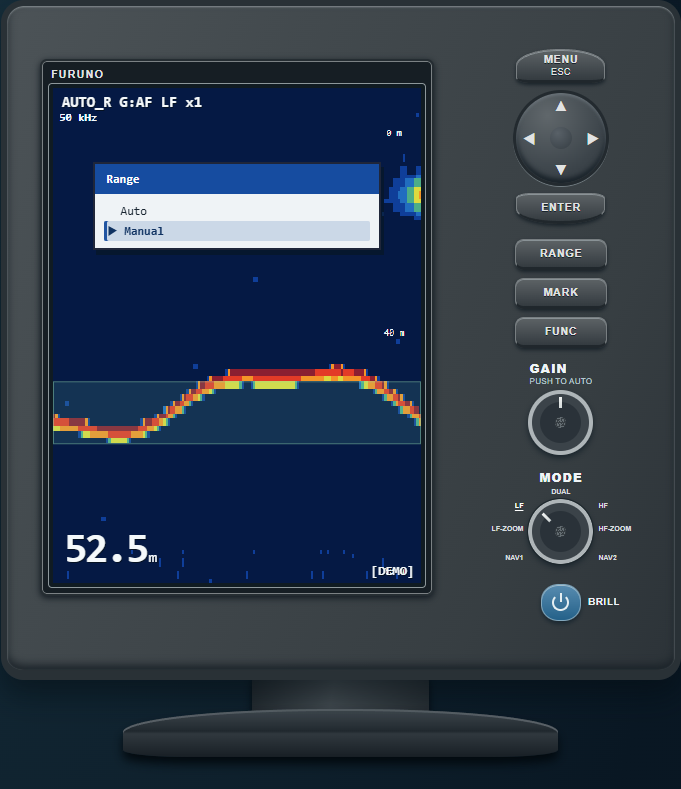 FURUNO
AUTO_R G:AF LF x1
50 kHz
0 m
Range
Auto
Manual
40 m
52.5m
[DEMO]
MENU
ESC
ENTER
RANGE
MARK
FUNC
GAIN
PUSH TO AUTO
MODE
DUAL
LF
HF
LF-ZOOM
HF-ZOOM
NAV1
NAV2
BRILL